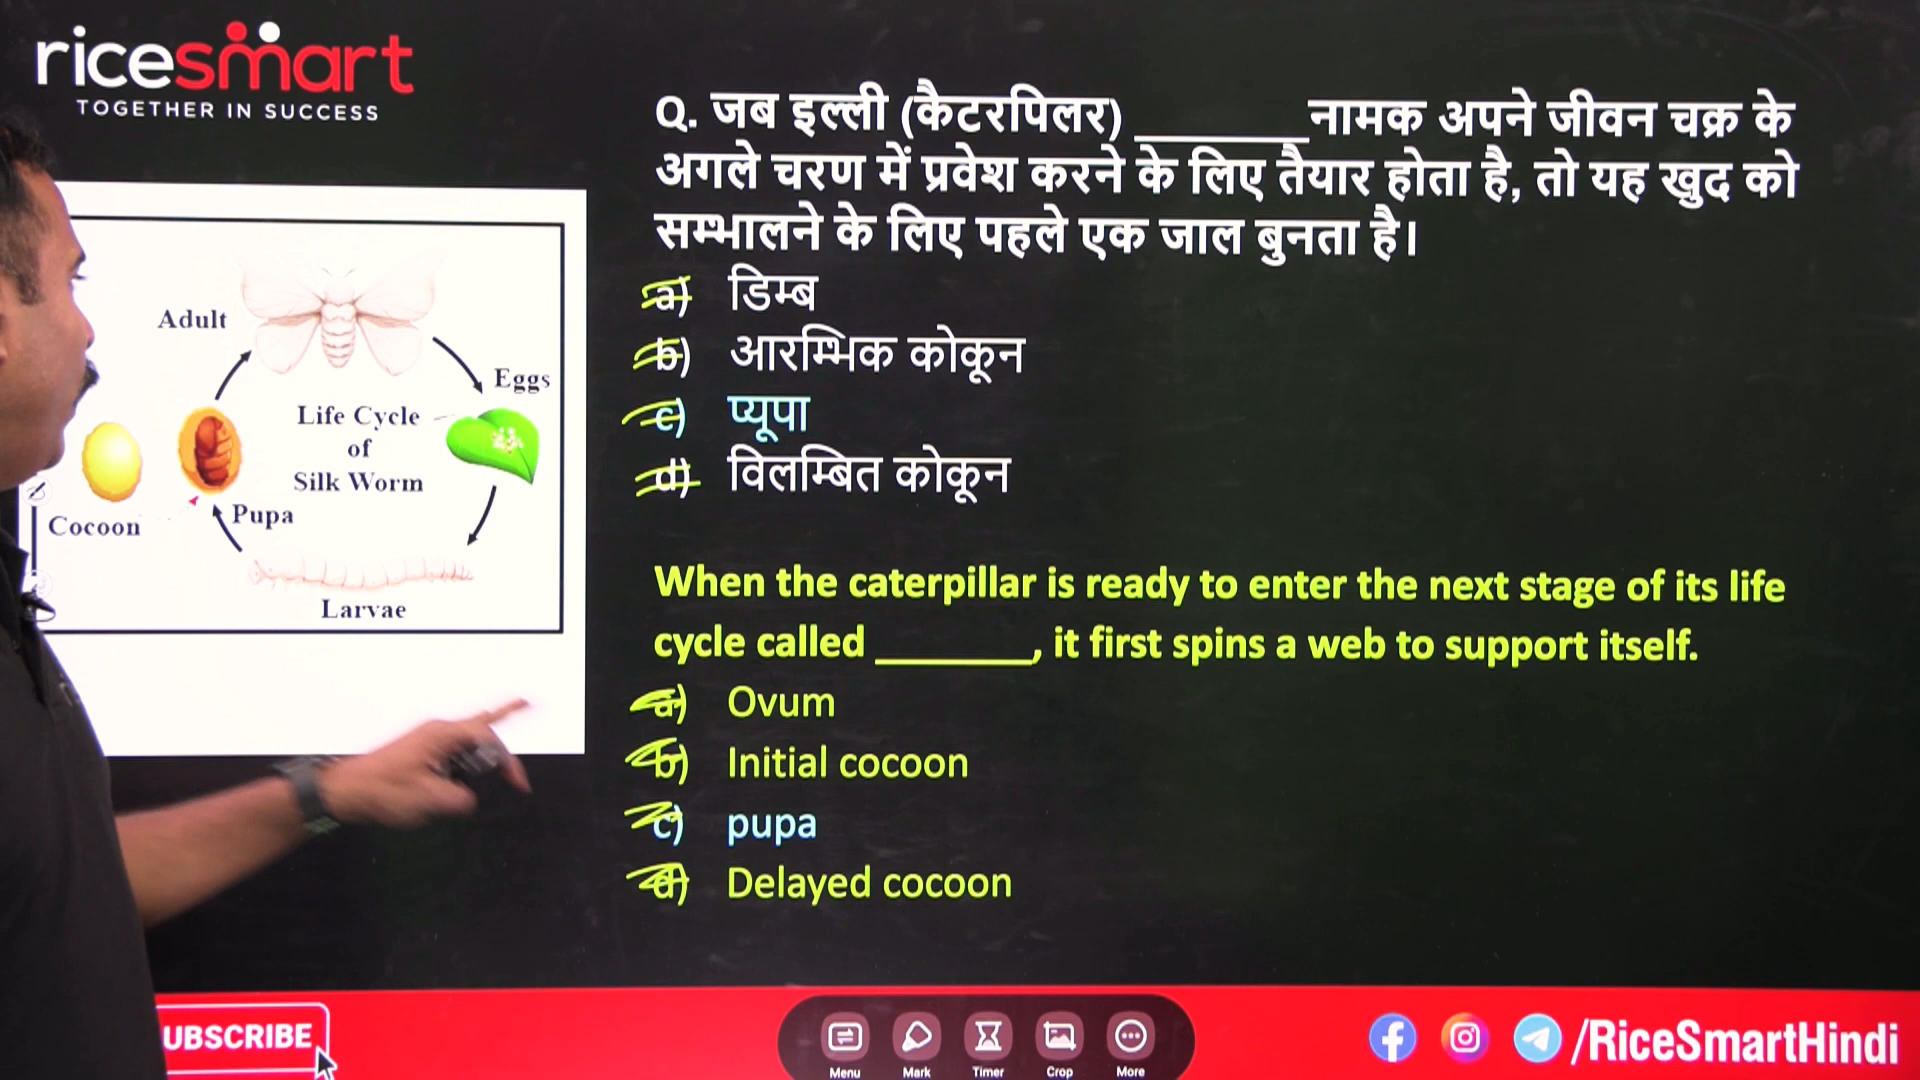 ricesmart
TOGETHER IN SUCCESS
Q. जब इल्ली (कैटरपिलर) ________नामक अपने जीवन चक्र के
अगले चरण में प्रवेश करने के लिए तैयार होता है, तो यह खुद को
सम्भालने के लिए पहले एक जाल बुनता है।
a) डिम्ब
b) आरम्भिक कोकून
c) प्यूपा
d) विलम्बित कोकून
When the caterpillar is ready to enter the next stage of its life
cycle called _______, it first spins a web to support itself.
a) Ovum
b) Initial cocoon
c) pupa
d) Delayed cocoon
Adult
Eggs
Life Cycle
of
Silk Worm
Pupa
Cocoon
Larvae
UBSCRIBE
Menu
Mark
Timer
Crop
More
/RiceSmartHindi